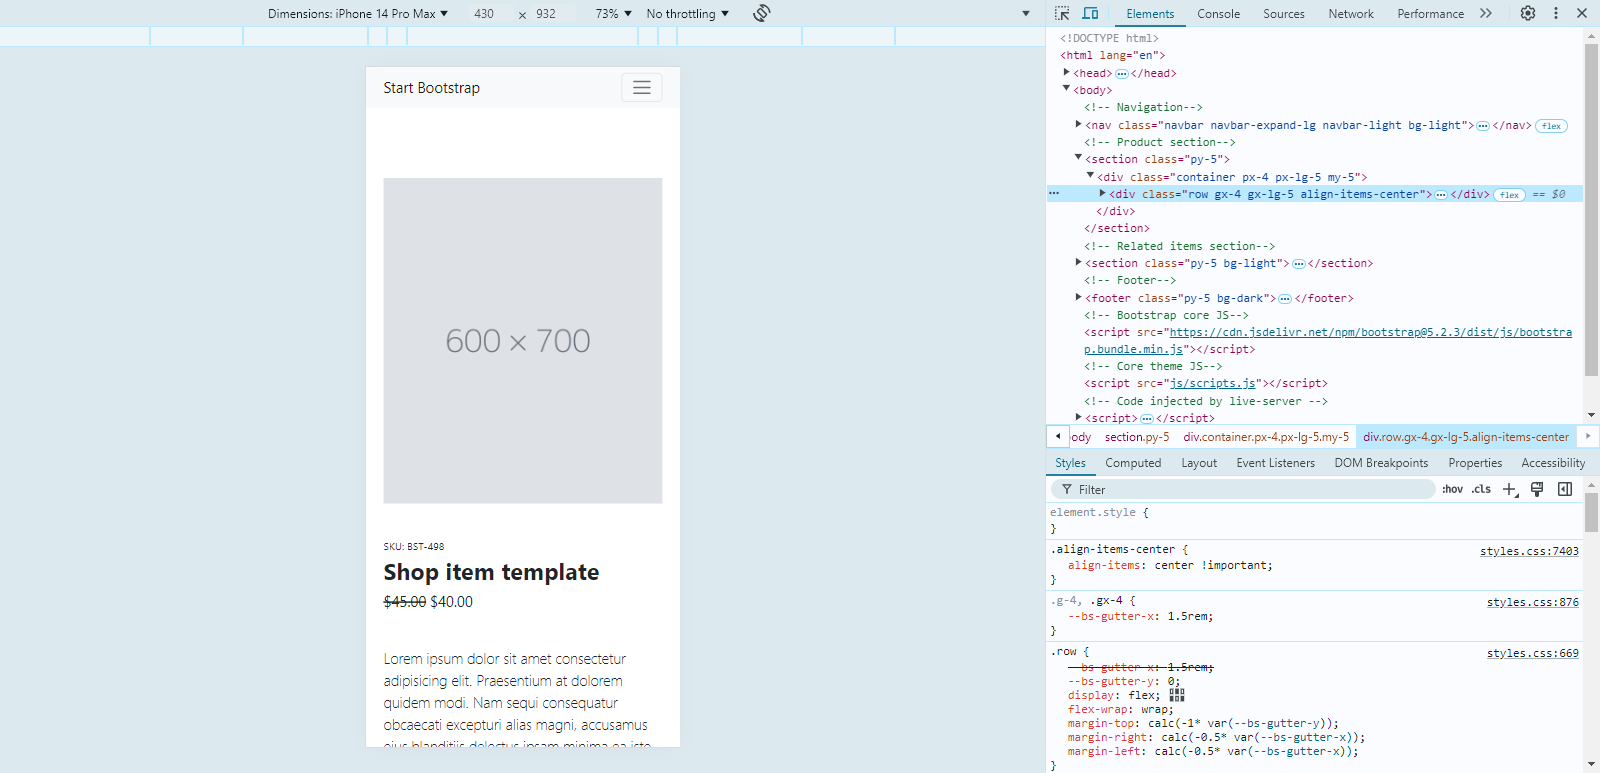 Dimensions: iPhone 14 Pro Max ▼ 430 × 932 73% ▼ No throttling ▼
Start Bootstrap
600 × 700
SKU: BST-498
Shop item template
$45.00 $40.00
Lorem ipsum dolor sit amet consectetur
adipisicing elit. Praesentium at dolorem
quidem modi. Nam sequi consequatur
obcaecati excepturi alias magni, accusamus
eius blanditiis delectus ipsam minima ea iste
Elements Console Sources Network Performance
<!DOCTYPE html>
<html lang="en">
<head>…</head>
<body>
<!-- Navigation-->
<nav class="navbar navbar-expand-lg navbar-light bg-light">…</nav> flex
<!-- Product section-->
<section class="py-5">
<div class="container px-4 px-lg-5 my-5">
<div class="row gx-4 gx-lg-5 align-items-center">…</div> flex == $0
</div>
</section>
<!-- Related items section-->
<section class="py-5 bg-light">…</section>
<!-- Footer-->
<footer class="py-5 bg-dark">…</footer>
<!-- Bootstrap core JS-->
<script src="https://cdn.jsdelivr.net/npm/bootstrap@5.2.3/dist/js/bootstra
p.bundle.min.js"></script>
<!-- Core theme JS-->
<script src="js/scripts.js"></script>
<!-- Code injected by live-server -->
<script>…</script>
body section.py-5 div.container.px-4.px-lg-5.my-5 div.row.gx-4.gx-lg-5.align-items-center
Styles Computed Layout Event Listeners DOM Breakpoints Properties Accessibility
Filter :hov .cls
element.style {
}
.align-items-center { styles.css:7403
align-items: center !important;
}
.g-4, .gx-4 { styles.css:876
--bs-gutter-x: 1.5rem;
}
.row { styles.css:669
--bs-gutter-x: 1.5rem;
--bs-gutter-y: 0;
display: flex;
flex-wrap: wrap;
margin-top: calc(-1* var(--bs-gutter-y));
margin-right: calc(-0.5* var(--bs-gutter-x));
margin-left: calc(-0.5* var(--bs-gutter-x));
}